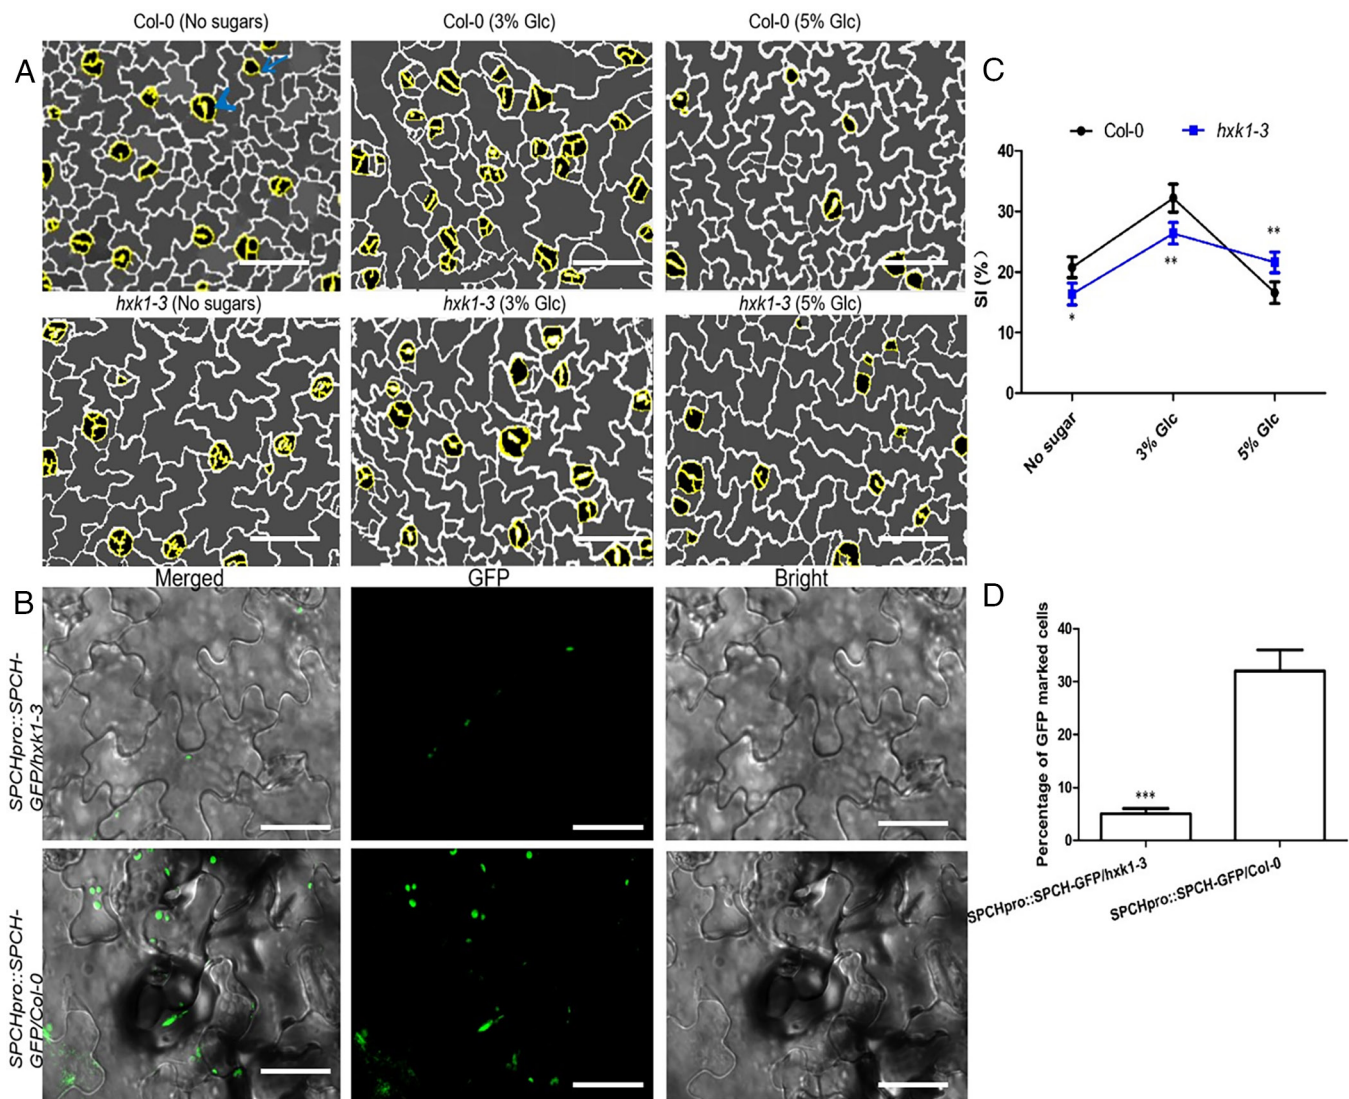 A
Col-0 (No sugars)
Col-0 (3% Glc)
Col-0 (5% Glc)
hxk1-3 (No sugars)
hxk1-3 (3% Glc)
hxk1-3 (5% Glc)
B
Merged
GFP
Bright
SPCHpro::SPCH-
GFP/hxk1-3
SPCHpro::SPCH-
GFP/Col-0
C
Col-0
hxk1-3
SI (%)
40
30
20
10
0
*
**
**
No sugar
3% Glc
5% Glc
D
Percentage of GFP marked cells
40
30
20
10
0
***
SPCHpro::SPCH-GFP/hxk1-3
SPCHpro::SPCH-GFP/Col-0